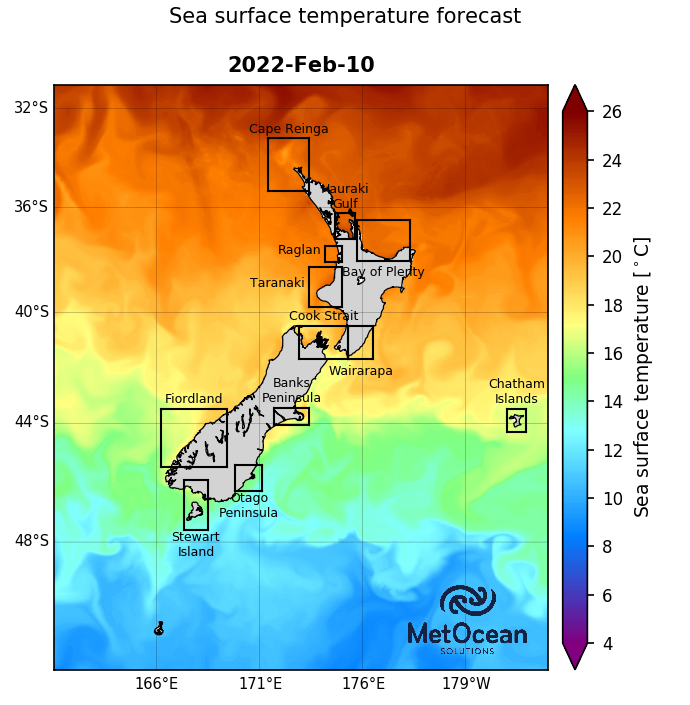 Sea surface temperature forecast
2022-Feb-10
32°S
36°S
40°S
44°S
48°S
166°E
171°E
176°E
179°W
Cape Reinga
Hauraki
Gulf
Raglan
Bay of Plenty
Taranaki
Cook Strait
Wairarapa
Banks
Peninsula
Fiordland
Chatham
Islands
Otago
Peninsula
Stewart
Island
MetOcean
SOLUTIONS
26
24
22
20
18
16
14
12
10
8
6
4
Sea surface temperature [°C]